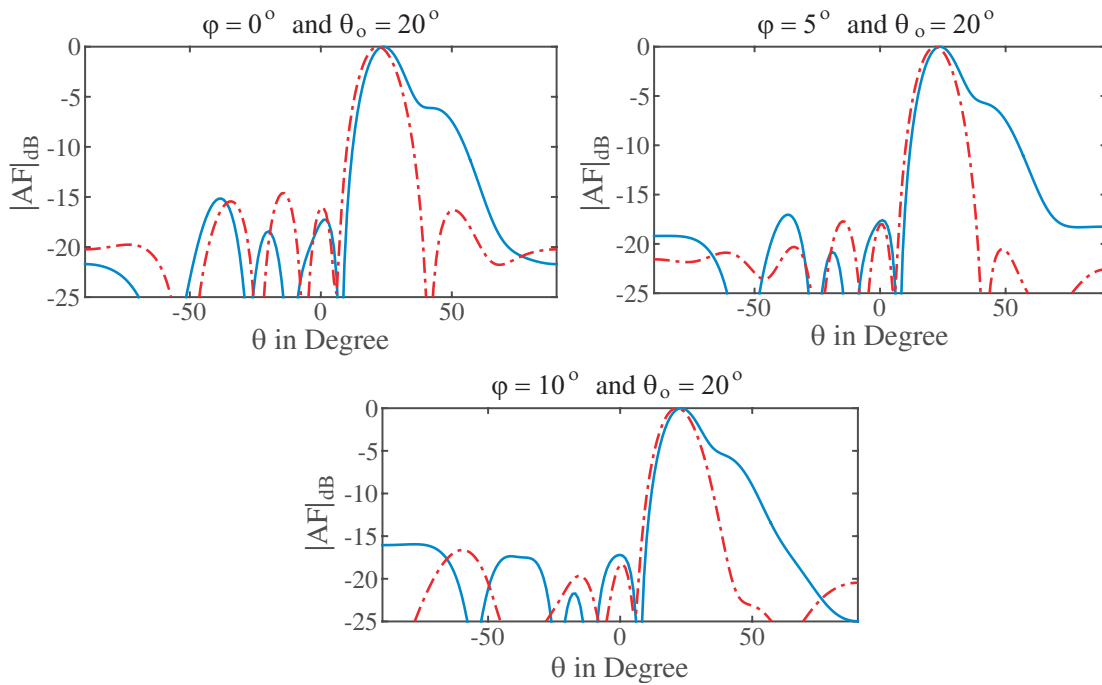 φ = 0° and θo = 20°
0
-5
-10
-15
-20
-25
|AF|dB
-50 0 50
θ in Degree
φ = 5° and θo = 20°
0
-5
-10
-15
-20
-25
|AF|dB
-50 0 50
θ in Degree
φ = 10° and θo = 20°
0
-5
-10
-15
-20
-25
|AF|dB
-50 0 50
θ in Degree